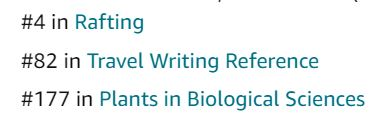 #4 in Rafting
#82 in Travel Writing Reference
#177 in Plants in Biological Sciences